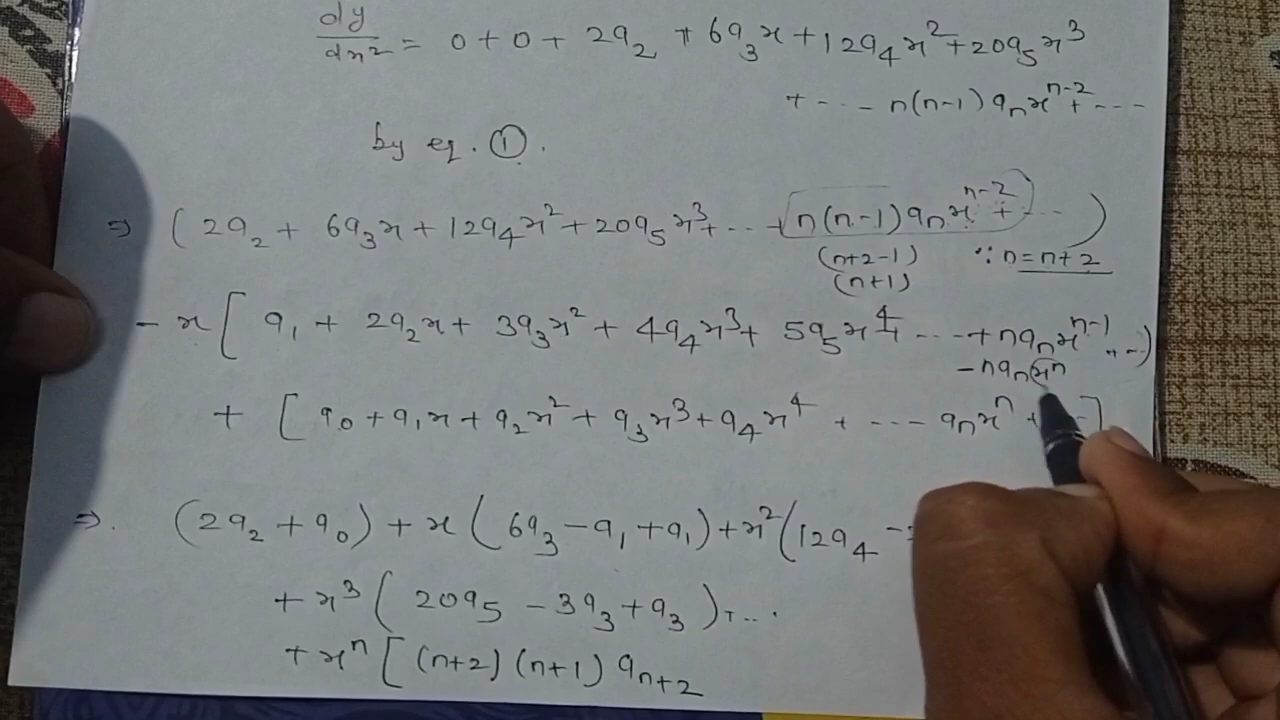 dy/dx² = 0 + 0 + 2a₂ + 6a₃x + 12a₄x² + 20a₅x³
+ --- n(n-1) aₙxⁿ⁻² + ---
by eq. ①.
⇒ (2a₂ + 6a₃x + 12a₄x² + 20a₅x³ + --- + n(n-1) aₙxⁿ⁻² + --- )
(n+2-1) ∵ n = n+2
(n+1)
- x [ a₁ + 2a₂x + 3a₃x² + 4a₄x³ + 5a₅x⁴ + --- + naₙxⁿ⁻¹ + -- )
- naₙxⁿ
+ [ a₀ + a₁x + a₂x² + a₃x³ + a₄x⁴ + --- aₙxⁿ + - ]
⇒. (2a₂ + a₀) + x (6a₃ - a₁ + a₁) + x² (12a₄ -
+ x³ ( 20a₅ - 3a₃ + a₃ ) + ...
+ xⁿ [ (n+2) (n+1) aₙ₊₂